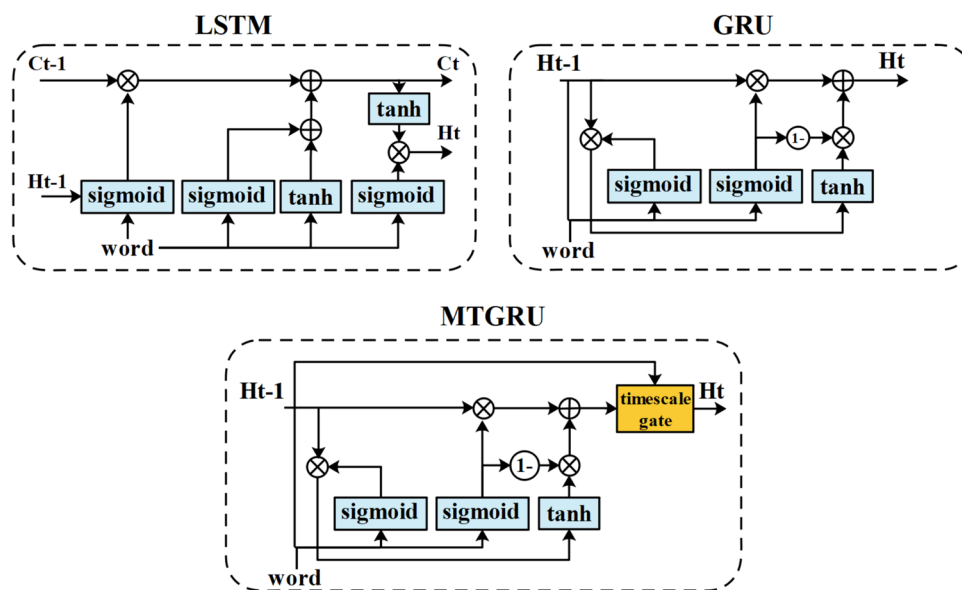 LSTM
Ct-1
Ct
tanh
Ht
Ht-1
sigmoid
sigmoid
tanh
sigmoid
word
GRU
Ht-1
Ht
1-
sigmoid
sigmoid
tanh
word
MTGRU
Ht-1
timescale
gate
Ht
1-
sigmoid
sigmoid
tanh
word